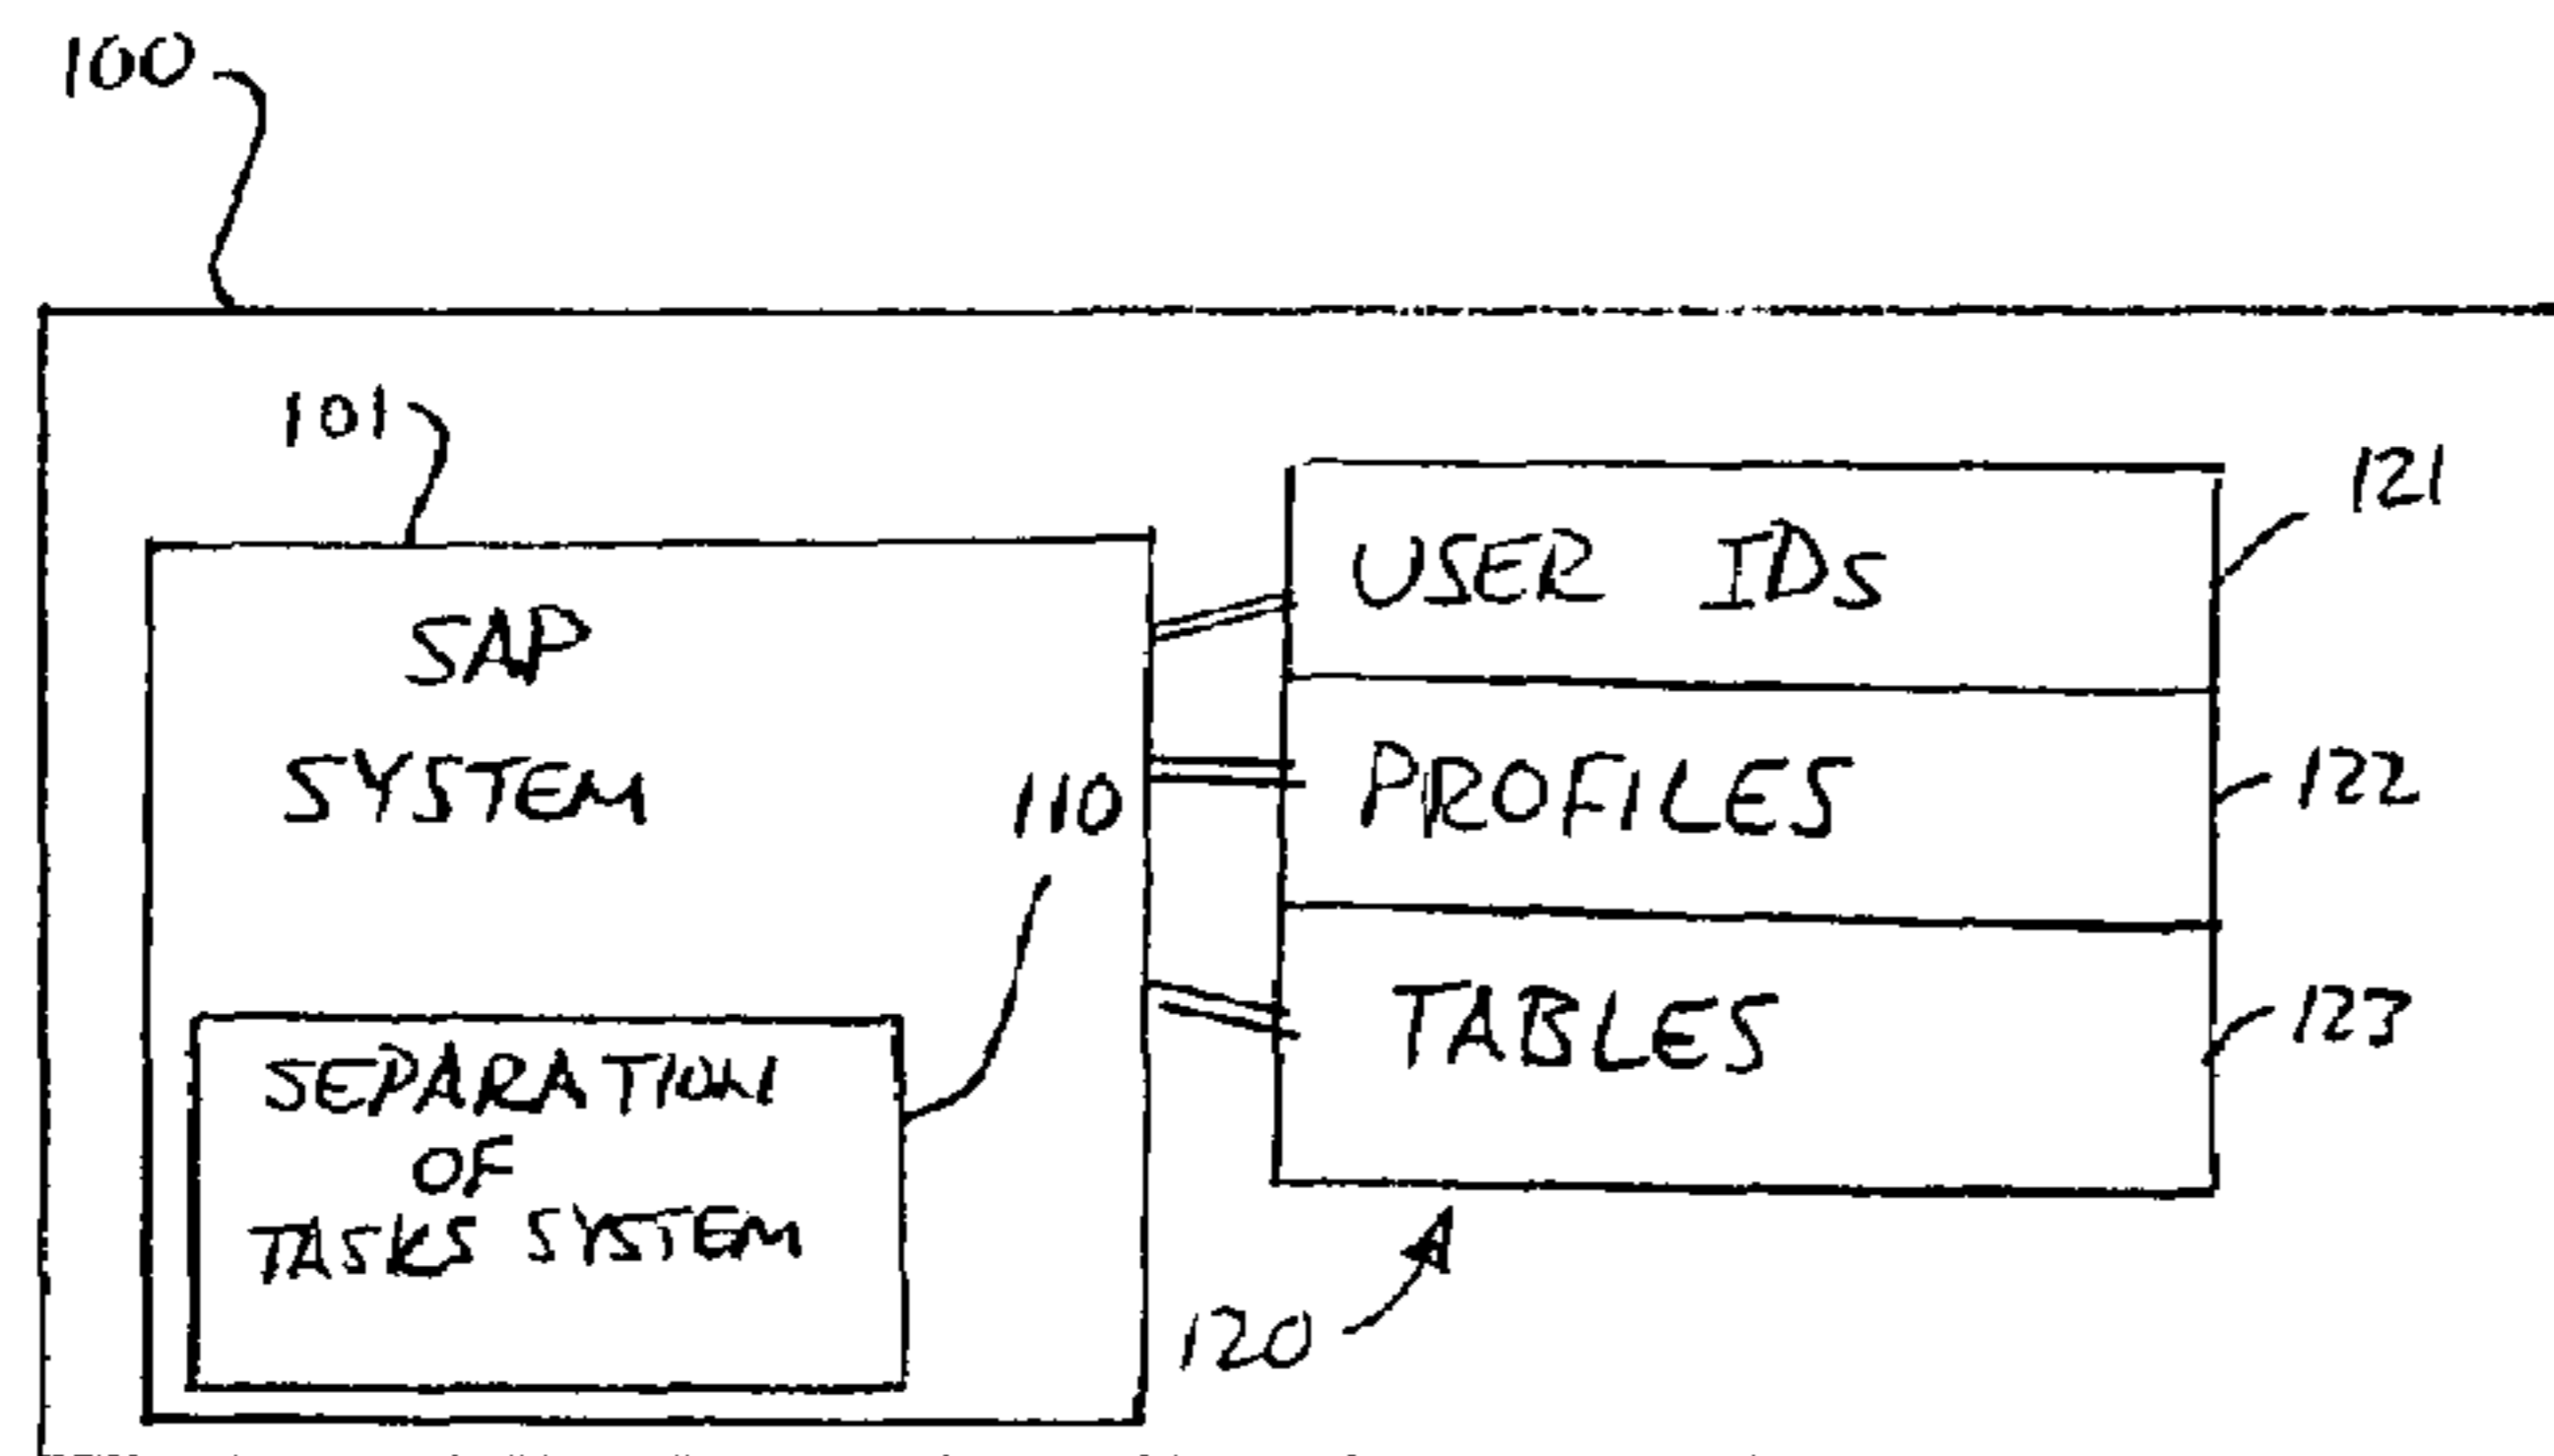 100
101
121
USER IDs
SAP
SYSTEM
110
PROFILES
122
TABLES
123
SEPARATION
OF
TASKS SYSTEM
120